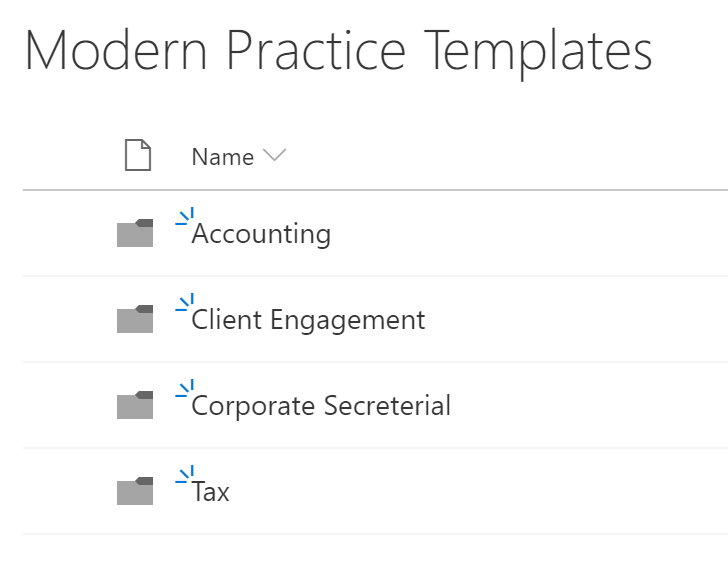 Modern Practice Templates
Name
Accounting
Client Engagement
Corporate Secreterial
Tax